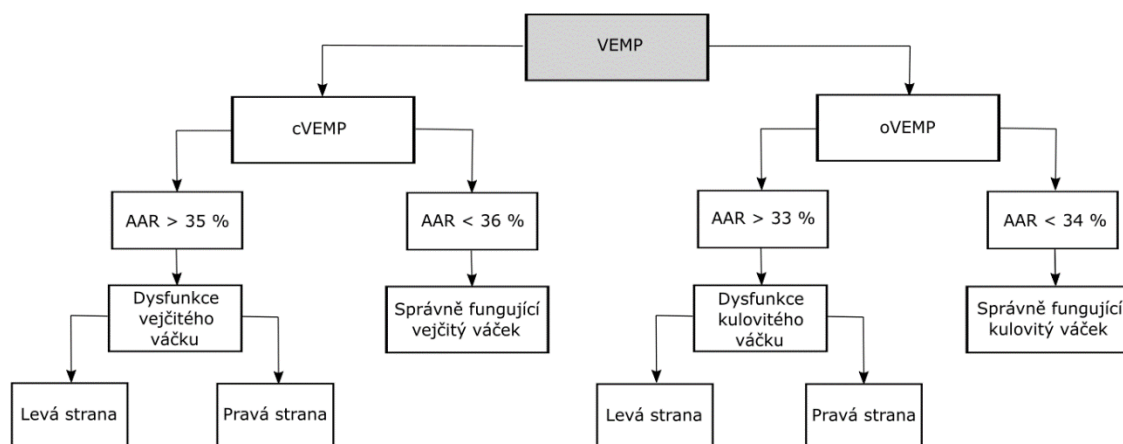 VEMP
cVEMP
oVEMP
AAR > 35 %
AAR < 36 %
AAR > 33 %
AAR < 34 %
Dysfunkce
vejčitého
váčku
Správně fungující
vejčitý váček
Dysfunkce
kulovitého
váčku
Správně fungující
kulovitý váček
Levá strana
Pravá strana
Levá strana
Pravá strana